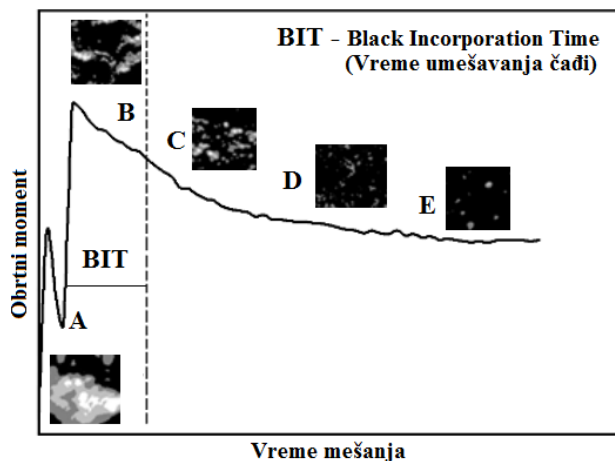 BIT - Black Incorporation Time
(Vreme umešavanja čađi)
B
C
D
E
BIT
A
Obrtni moment
Vreme mešanja